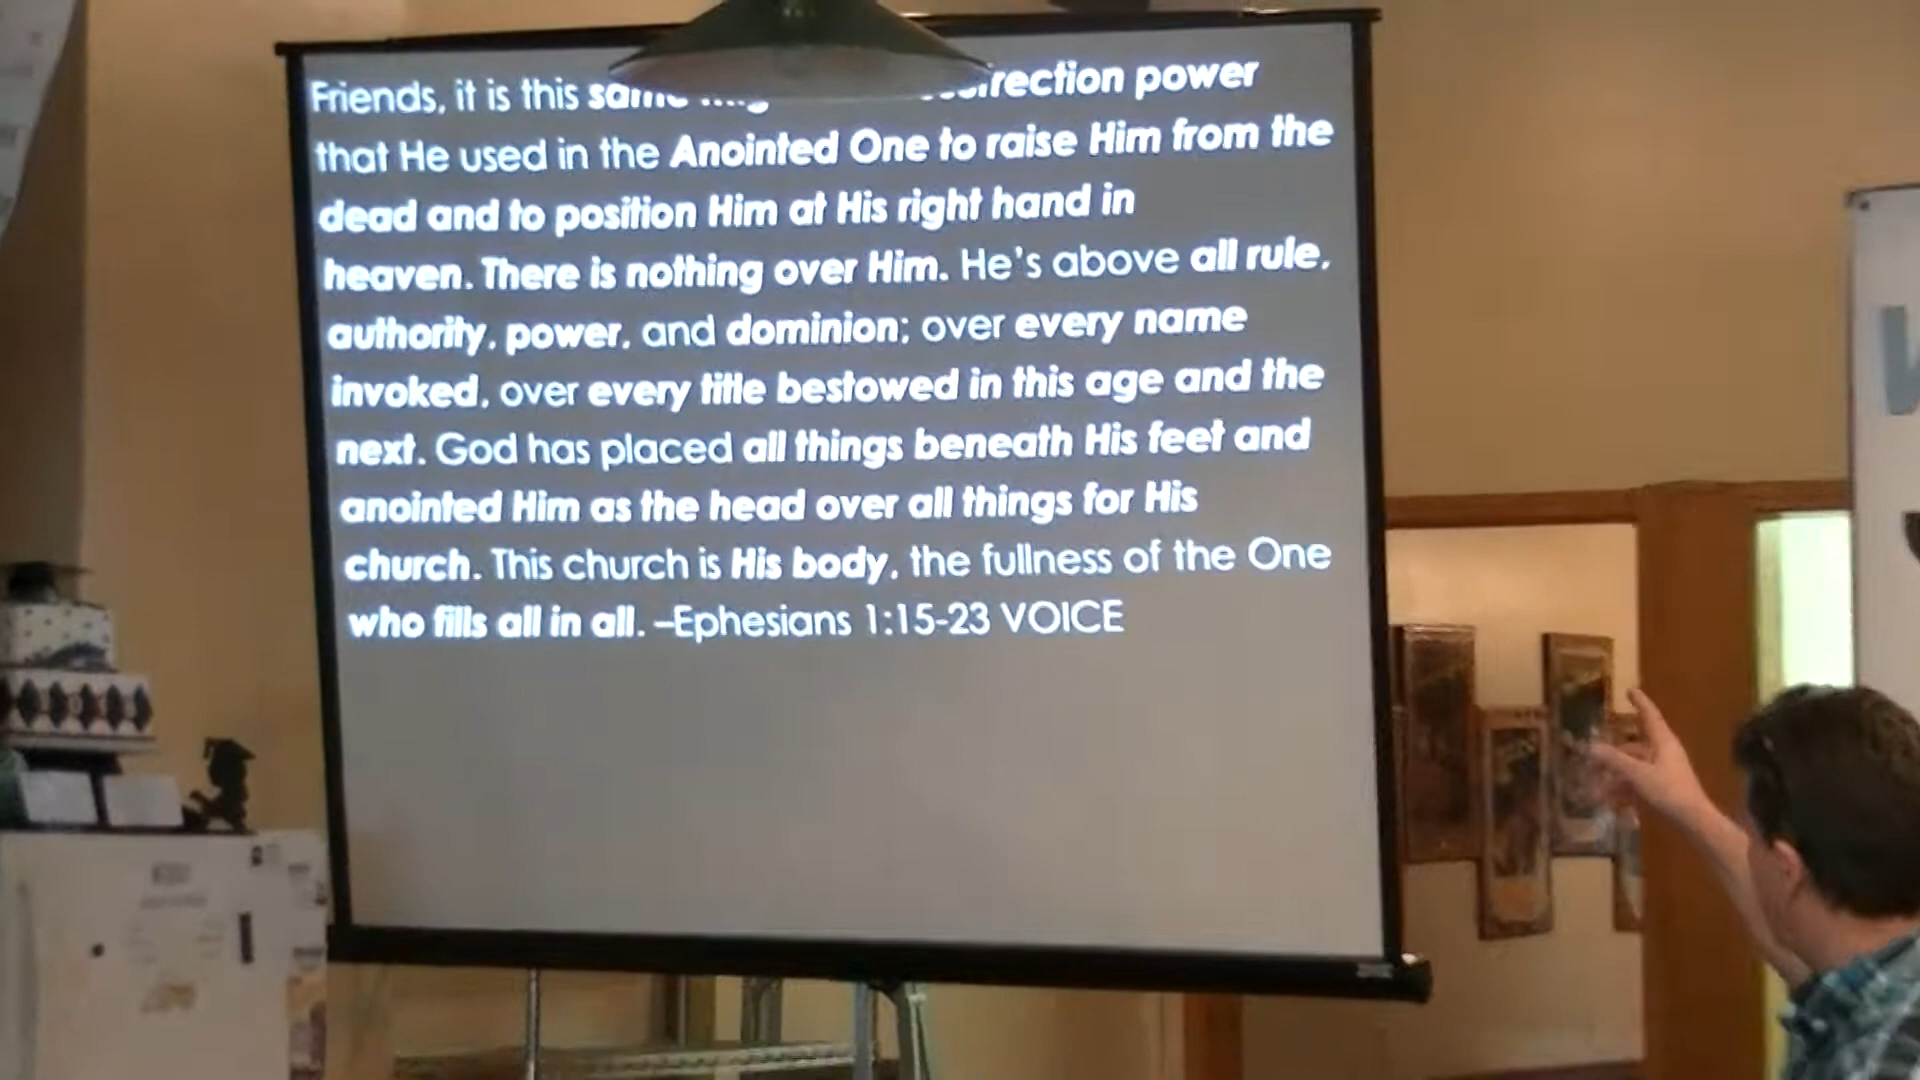 Friends, it is this same power
that He used in the Anointed One to raise Him from the
dead and to position Him at His right hand in
heaven. There is nothing over Him. He's above all rule,
authority, power, and dominion; over every name
invoked, over every title bestowed in this age and the
next. God has placed all things beneath His feet and
anointed Him as the head over all things for His
church. This church is His body, the fullness of the One
who fills all in all. –Ephesians 1:15-23 VOICE